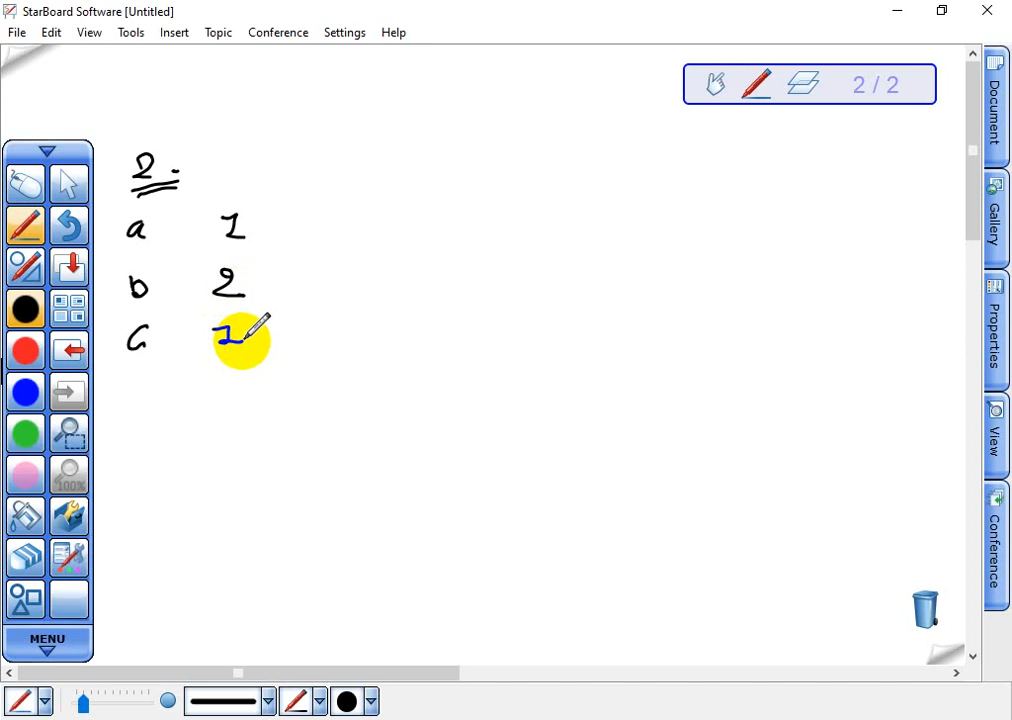 StarBoard Software [Untitled]
File Edit View Tools Insert Topic Conference Settings Help
2 / 2
Document
Gallery
Properties
View
Conference
2.
a 1
b 2
c 1
100%
MENU